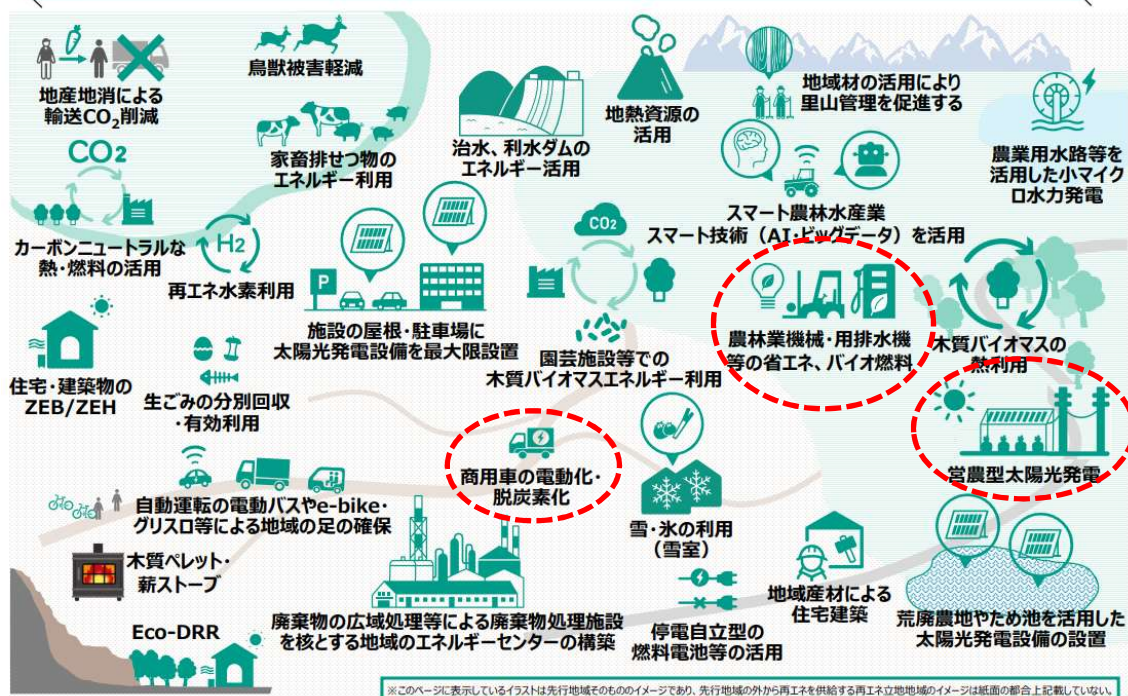 地産地消による
輸送CO2削減
鳥獣被害軽減
家畜排せつ物の
エネルギー利用
治水、利水ダムの
エネルギー活用
地熱資源の
活用
地域材の活用により
里山管理を促進する
農業用水路等を
活用した小マイク
ロ水力発電
CO2
カーボンニュートラルな
熱・燃料の活用
H2
再エネ水素利用
P
施設の屋根・駐車場に
太陽光発電設備を最大限設置
CO2
園芸施設等での
木質バイオマスエネルギー利用
スマート農林水産業
スマート技術（AI・ビッグデータ）を活用
農林業機械・用排水機
等の省エネ、バイオ燃料
木質バイオマスの
熱利用
住宅・建築物の
ZEB/ZEH
生ごみの分別回収
・有効利用
商用車の電動化・
脱炭素化
営農型太陽光発電
自動運転の電動バスやe-bike・
グリスロ等による地域の足の確保
雪・氷の利用
（雪室）
木質ペレット・
薪ストーブ
Eco-DRR
廃棄物の広域処理等による廃棄物処理施設
を核とする地域のエネルギーセンターの構築
停電自立型の
燃料電池等の活用
地域産材による
住宅建築
荒廃農地やため池を活用した
太陽光発電設備の設置
※このページに表示しているイラストは先行地域そのもののイメージであり、先行地域の外から再エネを供給する再エネ立地地域のイメージは紙面の都合上記載していない。